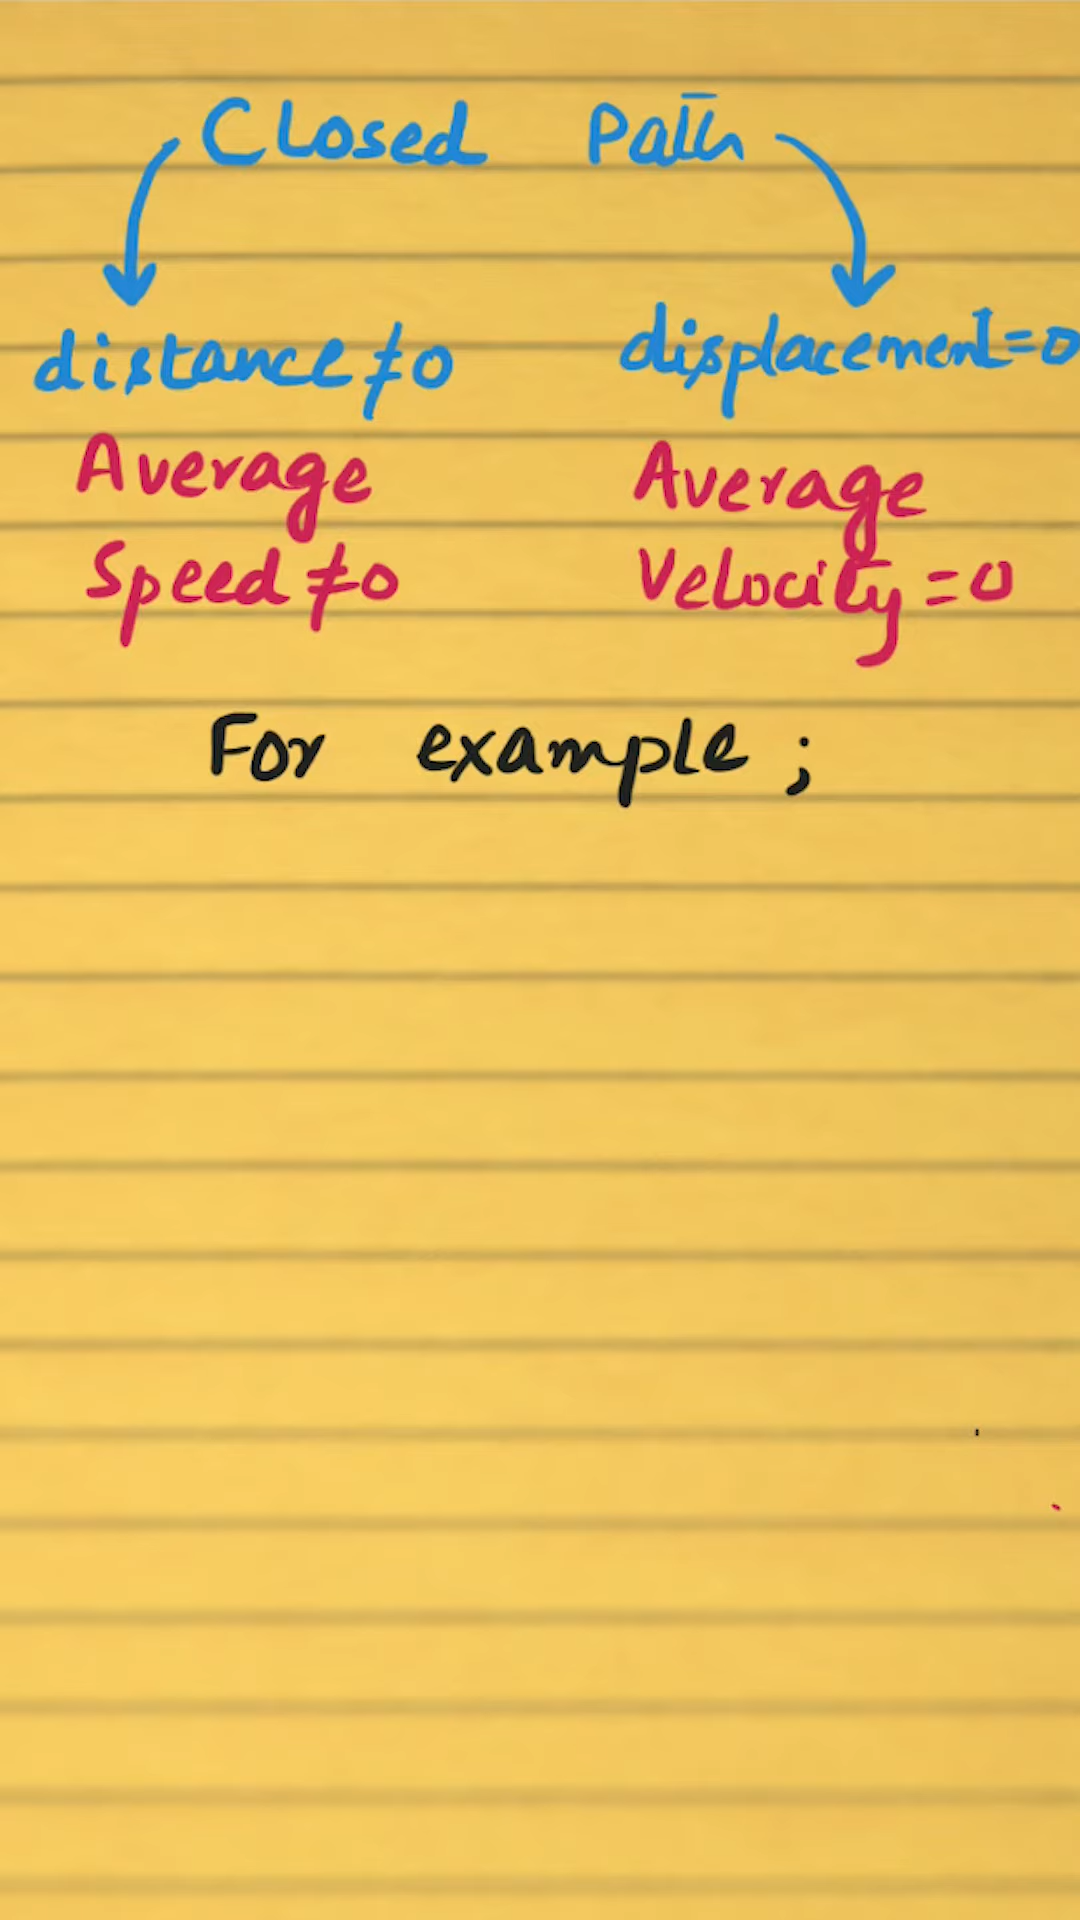 Closed Path
distance ≠ 0 displacement = 0
Average Average
Speed ≠ 0 Velocity = 0
For example ;